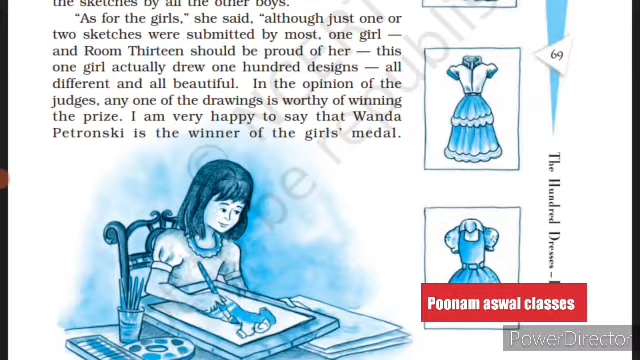 the sketches by all the other boys.
“As for the girls,” she said, “although just one or
two sketches were submitted by most, one girl —
and Room Thirteen should be proud of her — this
one girl actually drew one hundred designs — all
different and all beautiful. In the opinion of the
judges, any one of the drawings is worthy of winning
the prize. I am very happy to say that Wanda
Petronski is the winner of the girls’ medal.
69
The Hundred Dresses –
Poonam aswal classes
PowerDirector